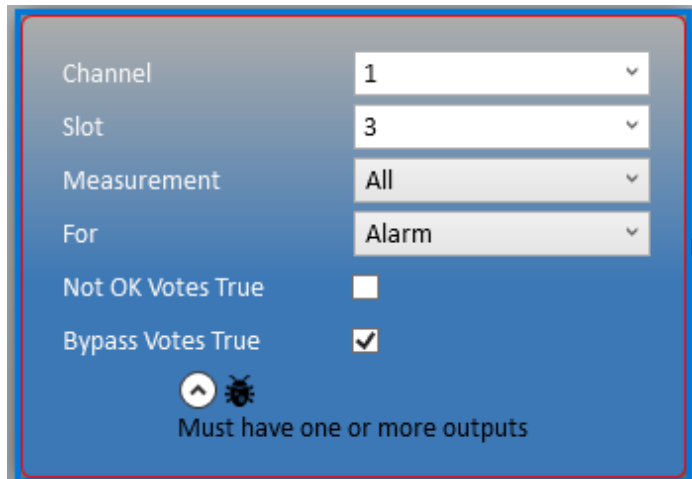 Channel 1
Slot 3
Measurement All
For Alarm
Not OK Votes True
Bypass Votes True
Must have one or more outputs